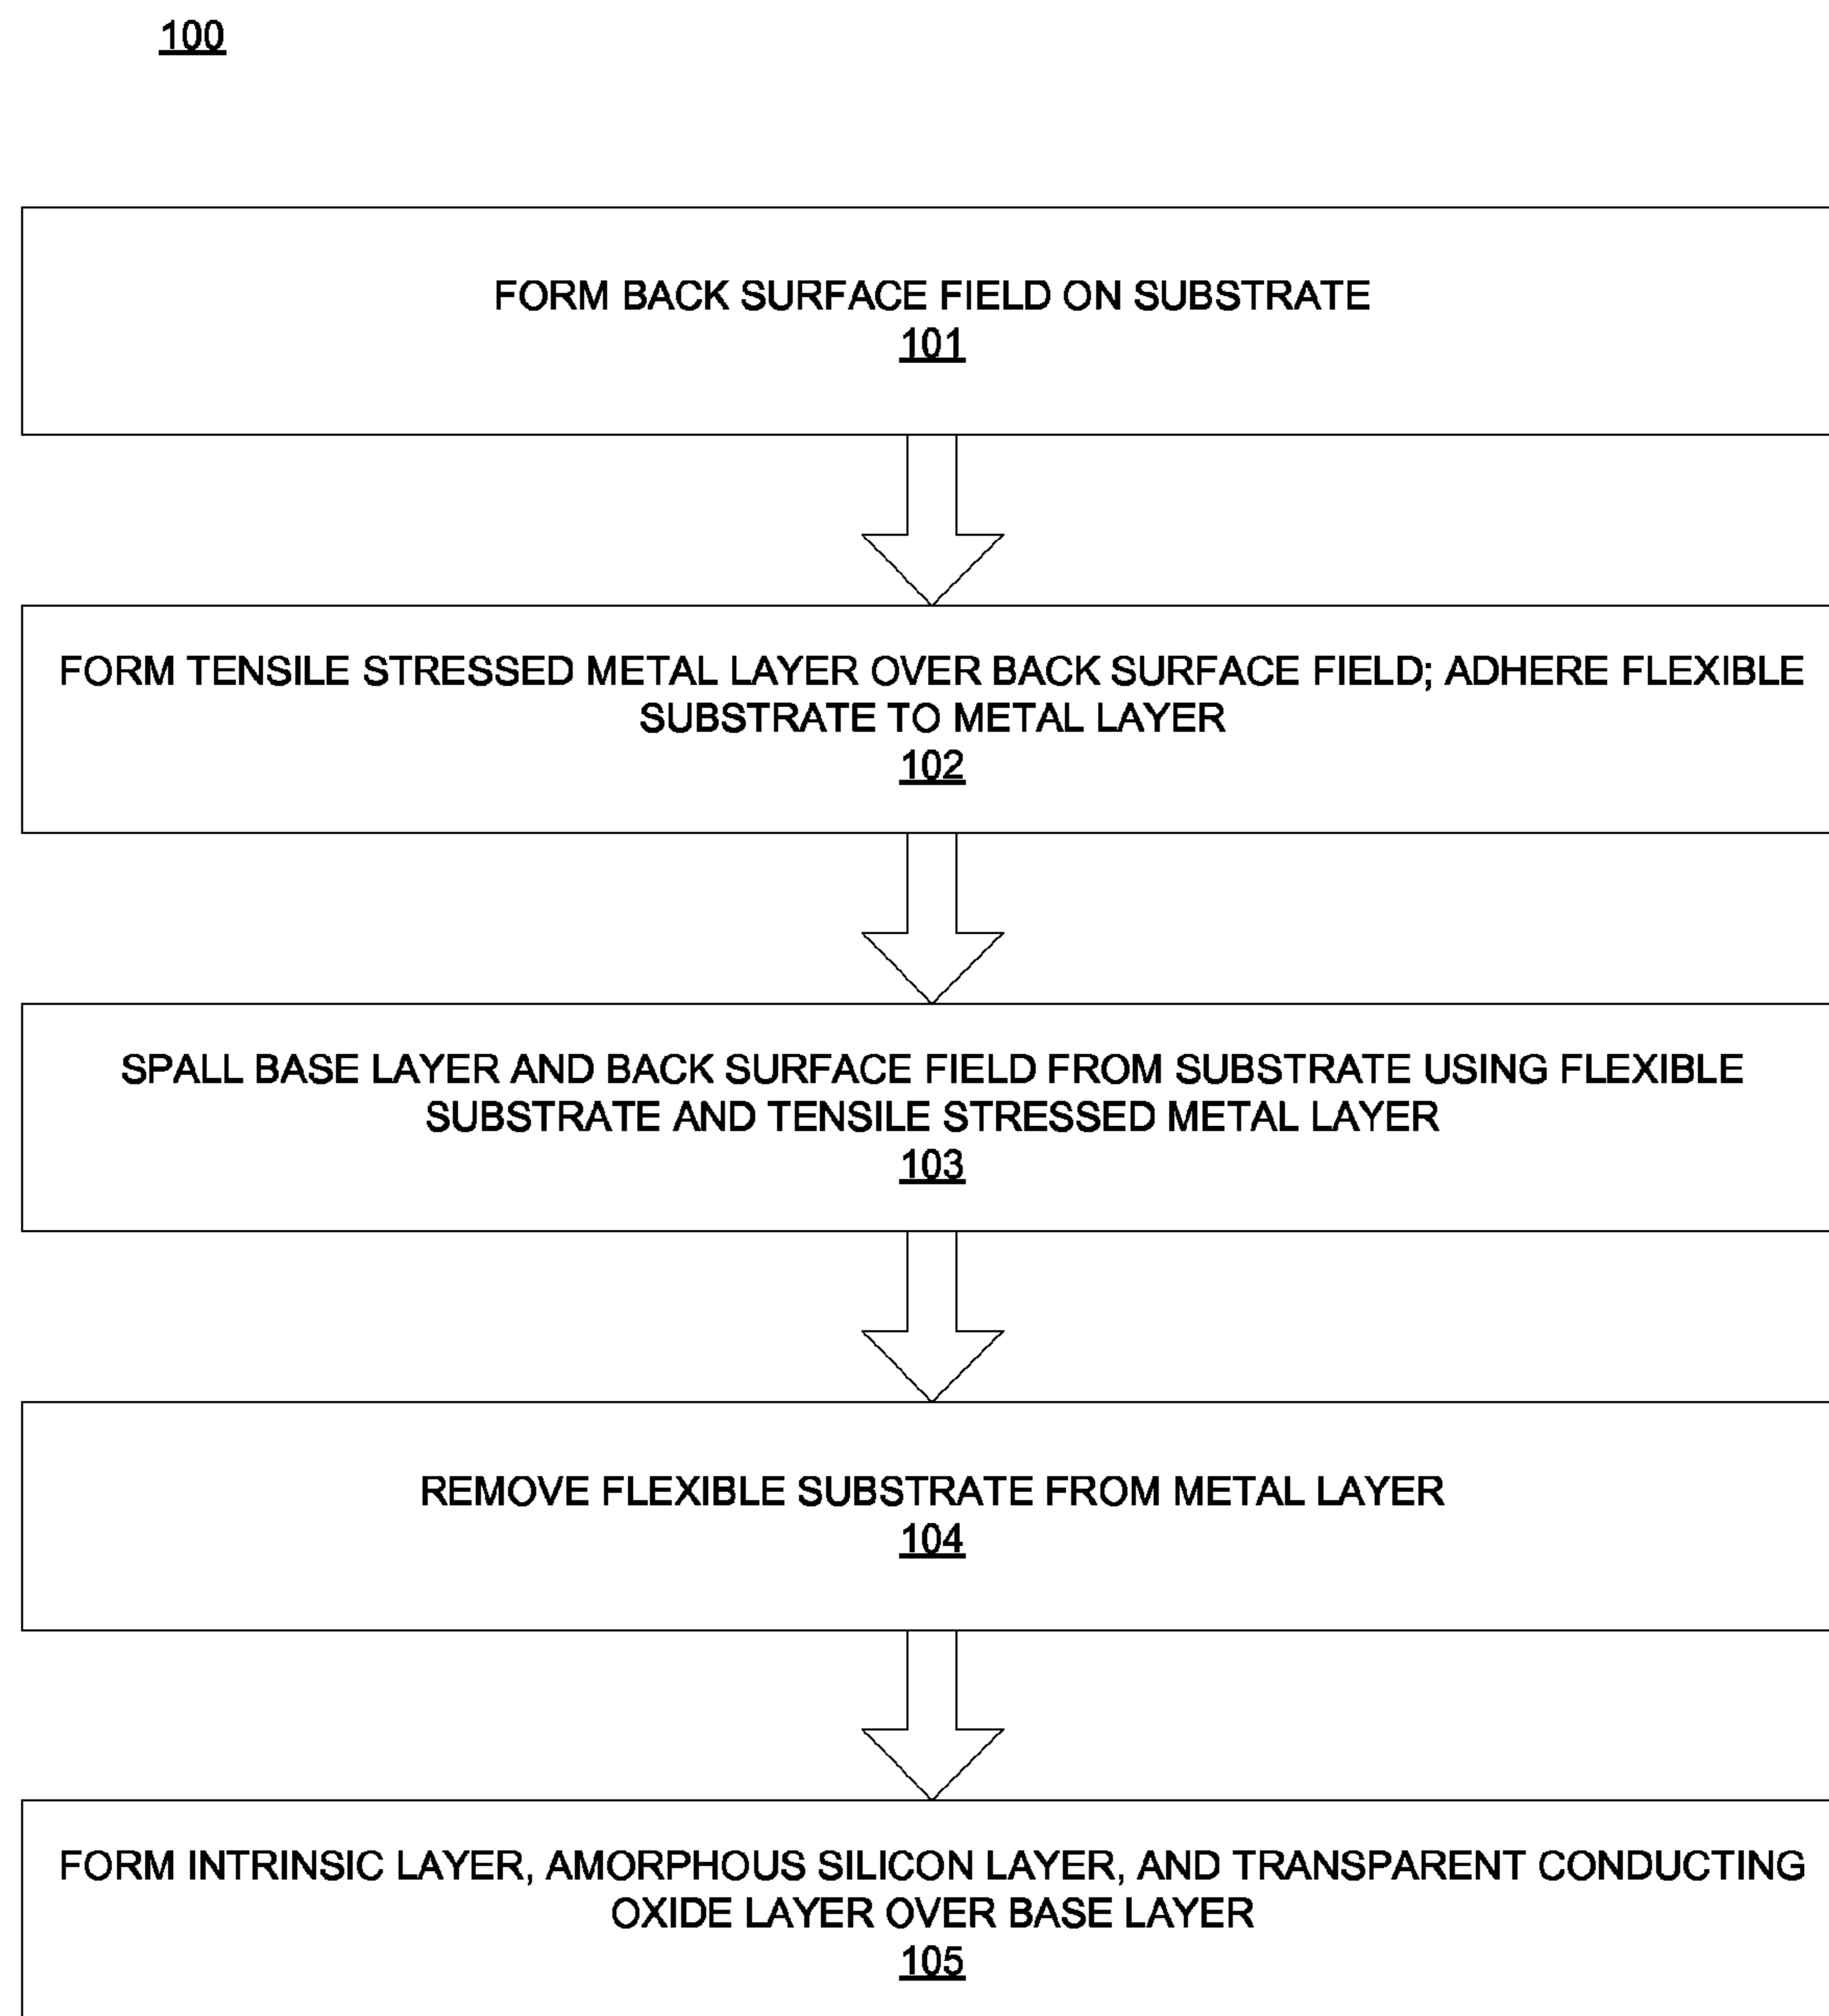 100
FORM BACK SURFACE FIELD ON SUBSTRATE
101
FORM TENSILE STRESSED METAL LAYER OVER BACK SURFACE FIELD; ADHERE FLEXIBLE
SUBSTRATE TO METAL LAYER
102
SPALL BASE LAYER AND BACK SURFACE FIELD FROM SUBSTRATE USING FLEXIBLE
SUBSTRATE AND TENSILE STRESSED METAL LAYER
103
REMOVE FLEXIBLE SUBSTRATE FROM METAL LAYER
104
FORM INTRINSIC LAYER, AMORPHOUS SILICON LAYER, AND TRANSPARENT CONDUCTING
OXIDE LAYER OVER BASE LAYER
105